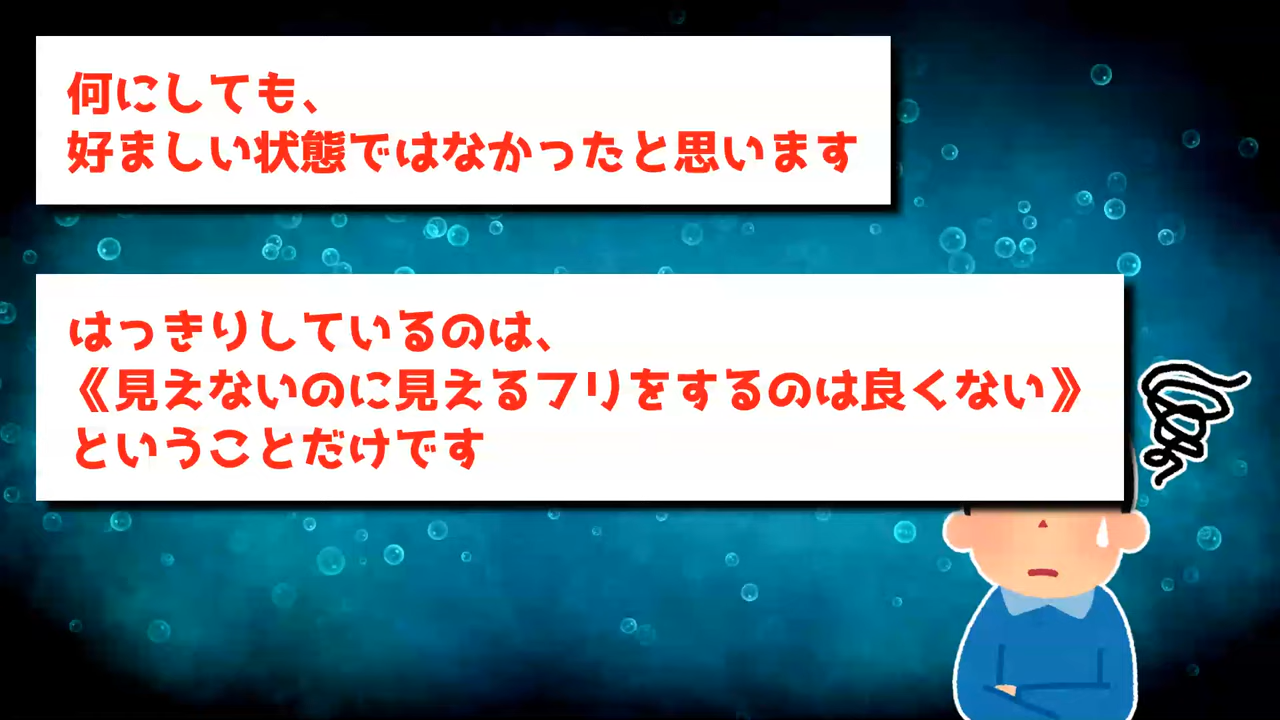 何にしても、
好ましい状態ではなかったと思います
はっきりしているのは、
《見えないのに見えるフリをするのは良くない》
ということだけです